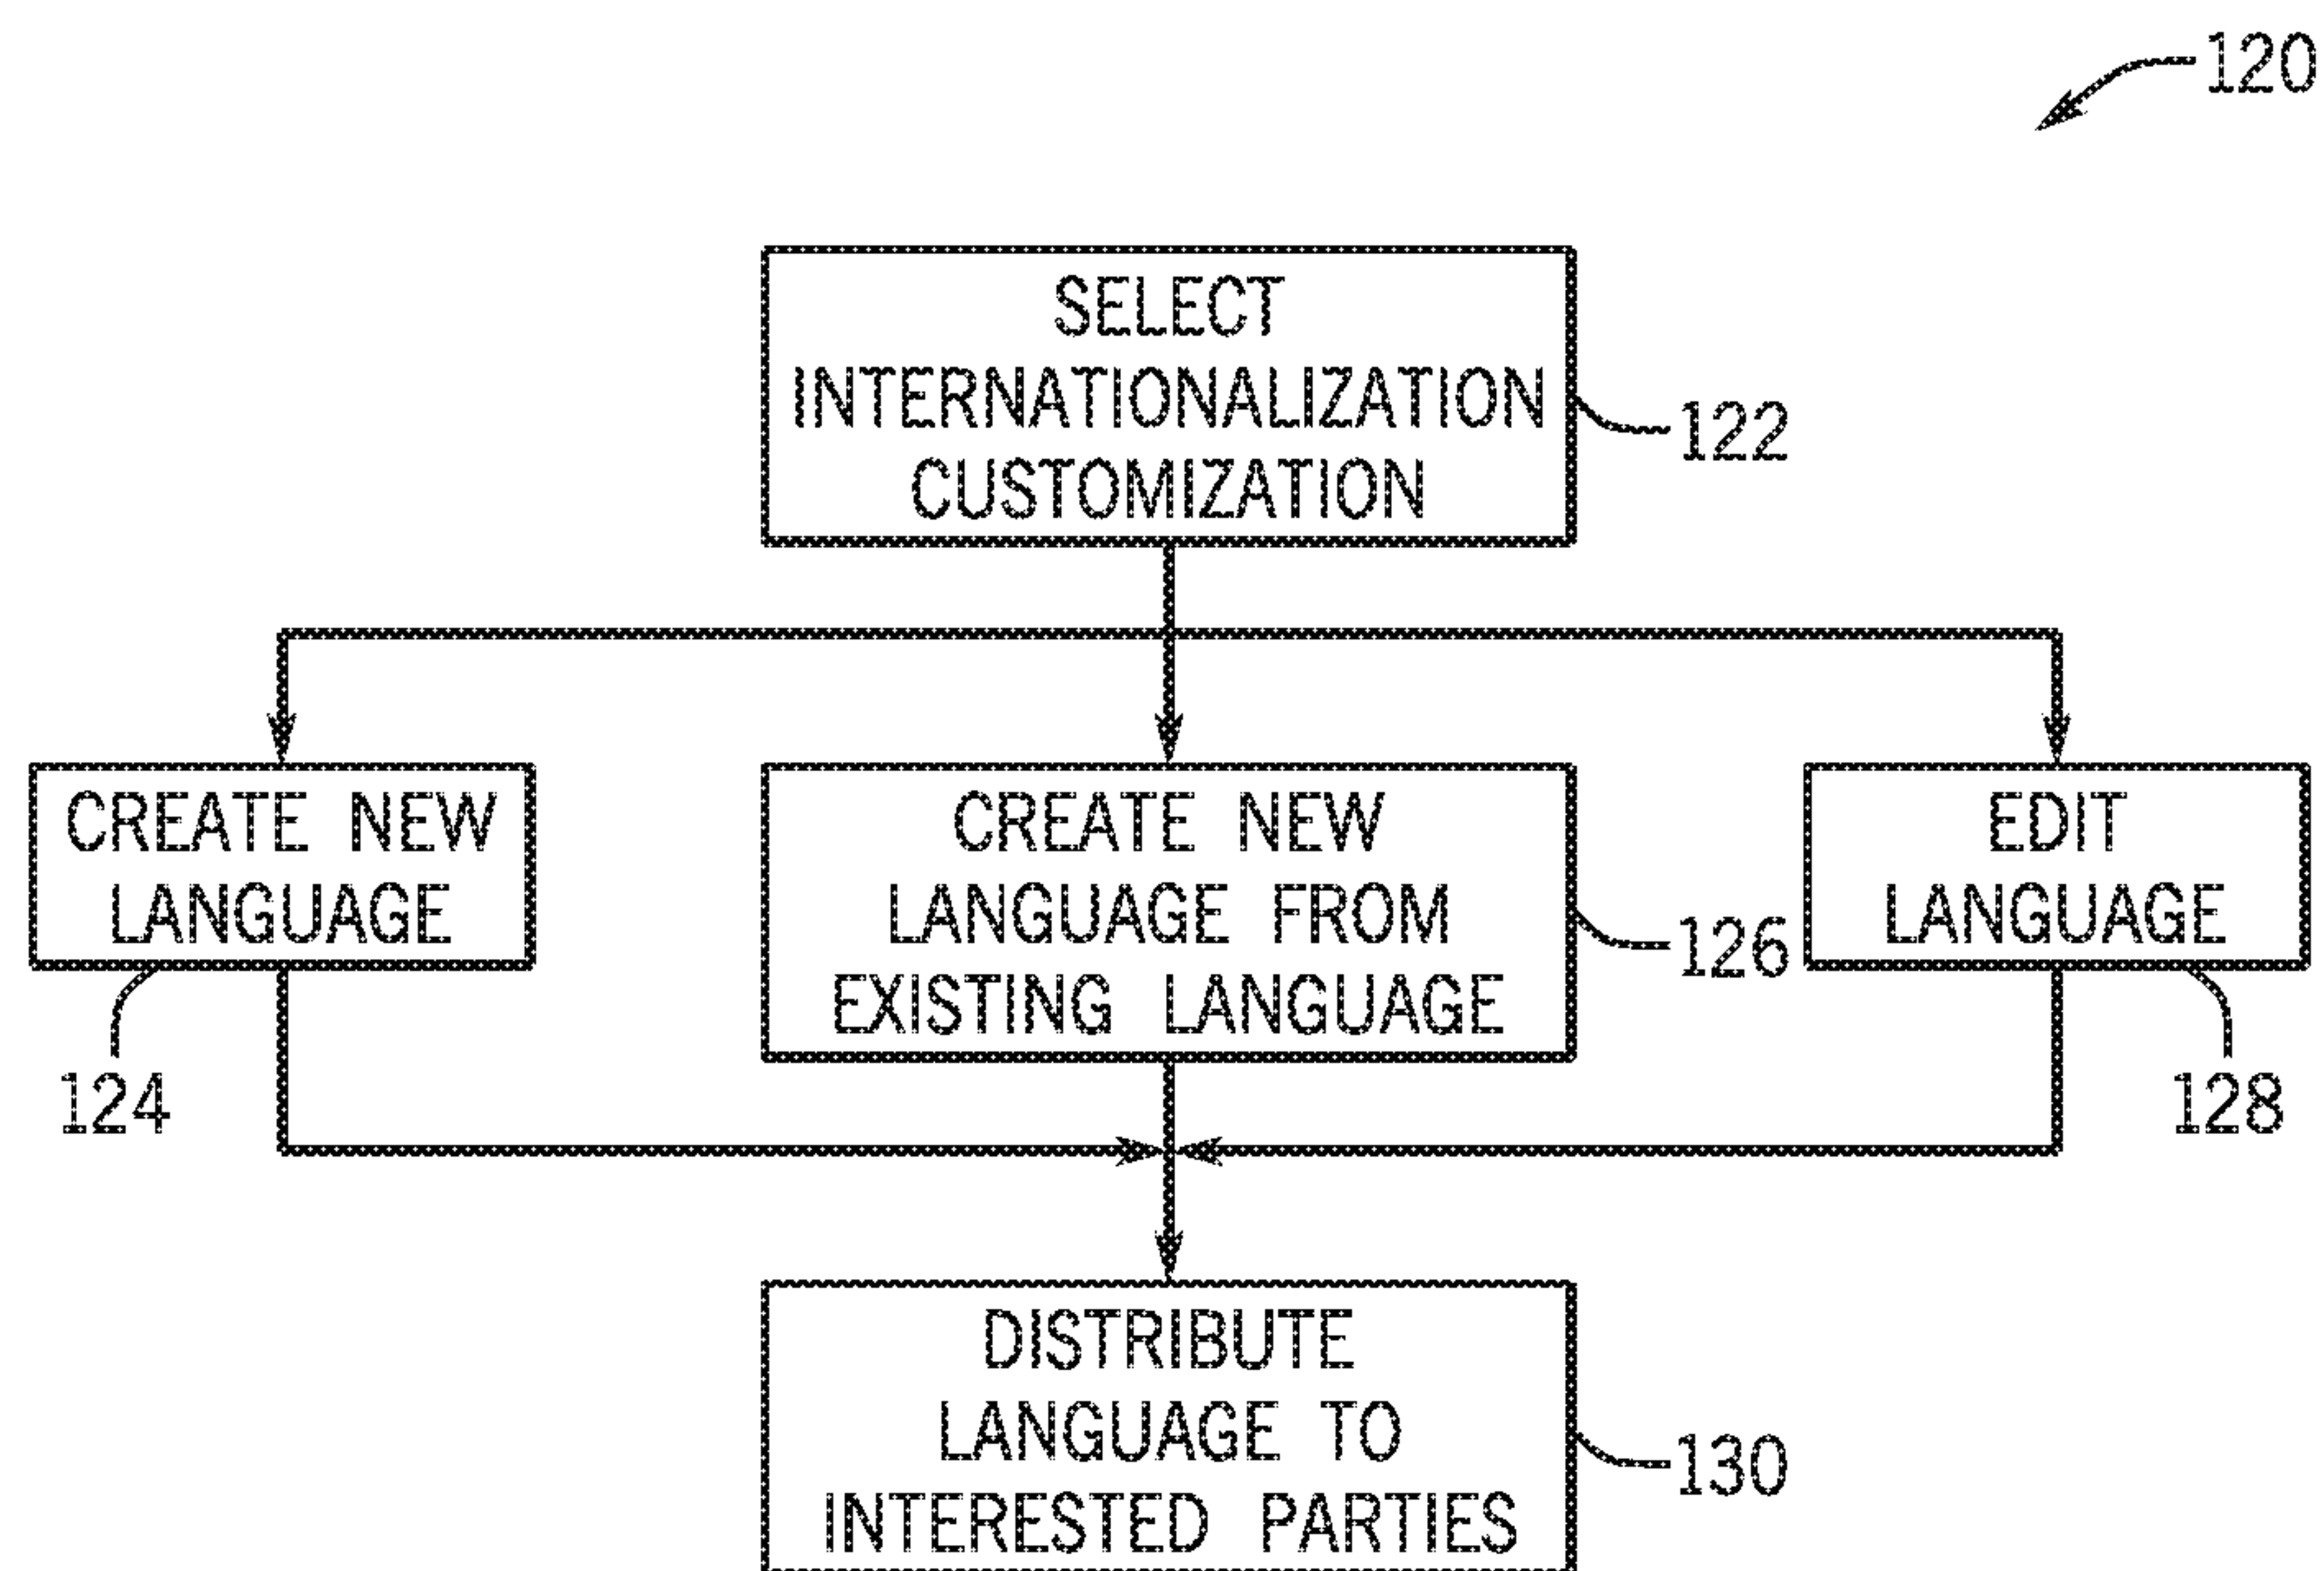 120
SELECT
INTERNATIONALIZATION
CUSTOMIZATION
122
CREATE NEW
LANGUAGE
124
CREATE NEW
LANGUAGE FROM
EXISTING LANGUAGE
126
EDIT
LANGUAGE
128
DISTRIBUTE
LANGUAGE TO
INTERESTED PARTIES
130